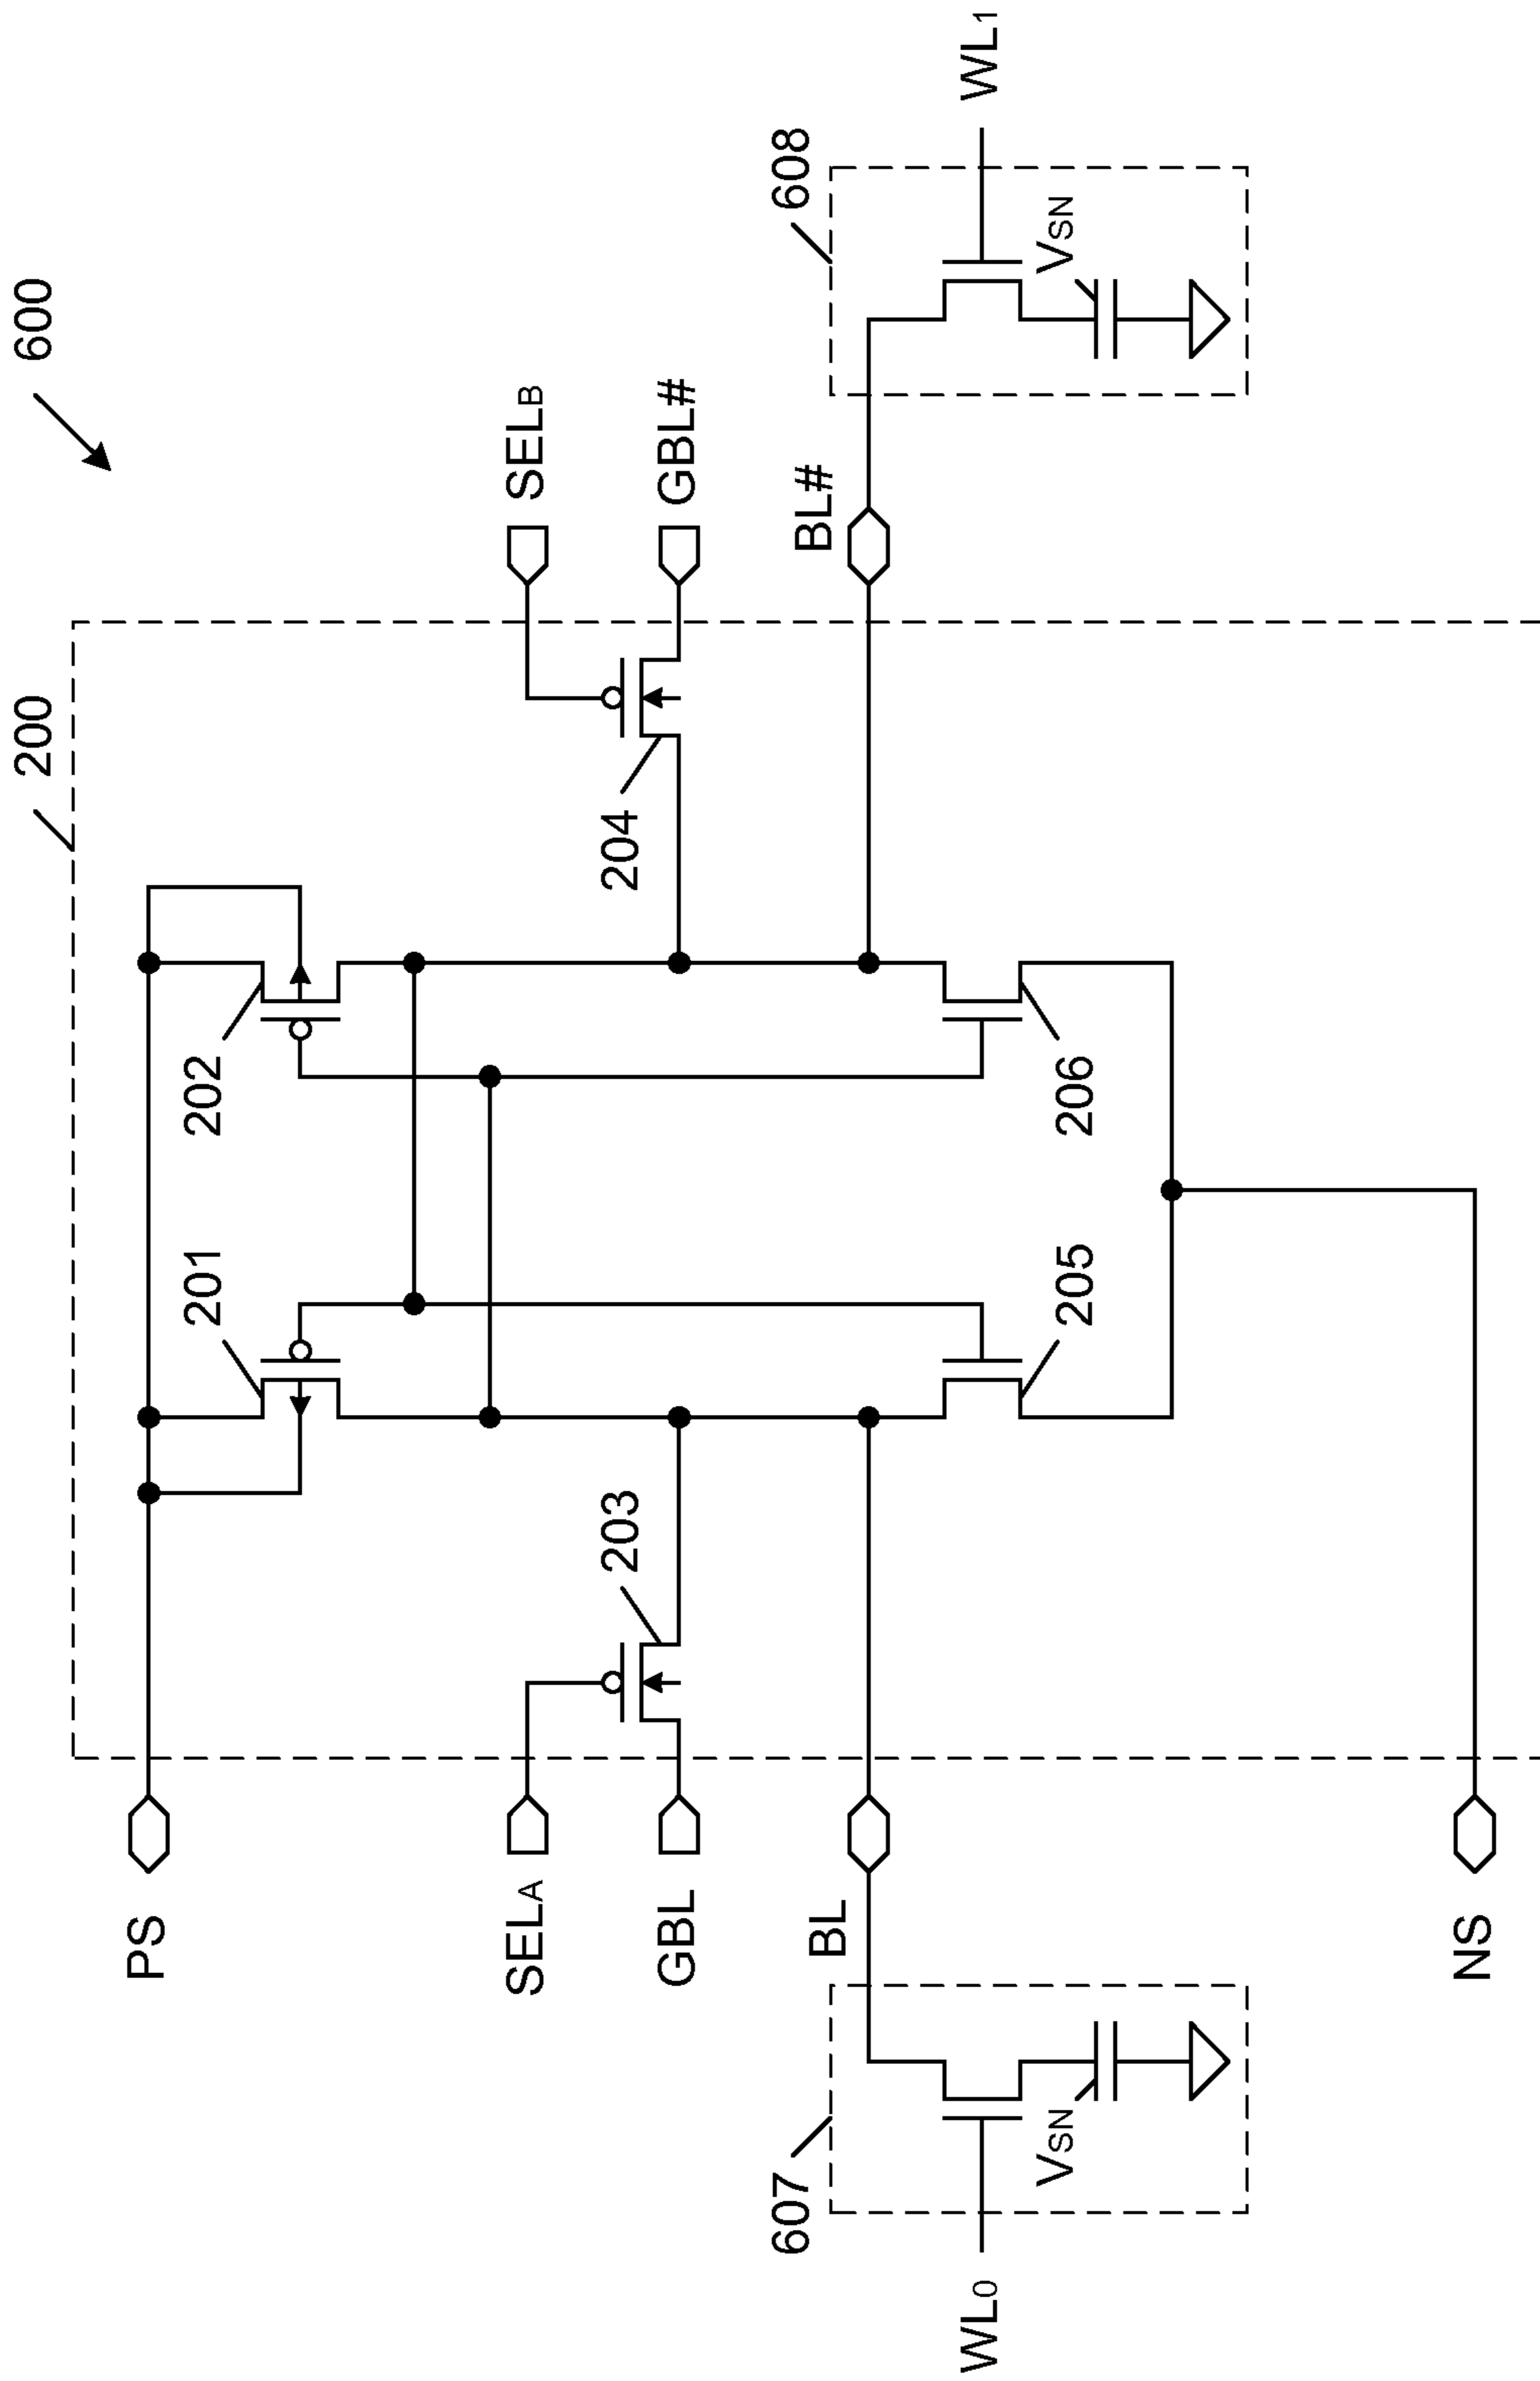 600
200
PS
201
202
SELA
SELB
GBL
GBL#
203
204
BL
BL#
607
608
WL0
WL1
VSN
VSN
205
206
NS